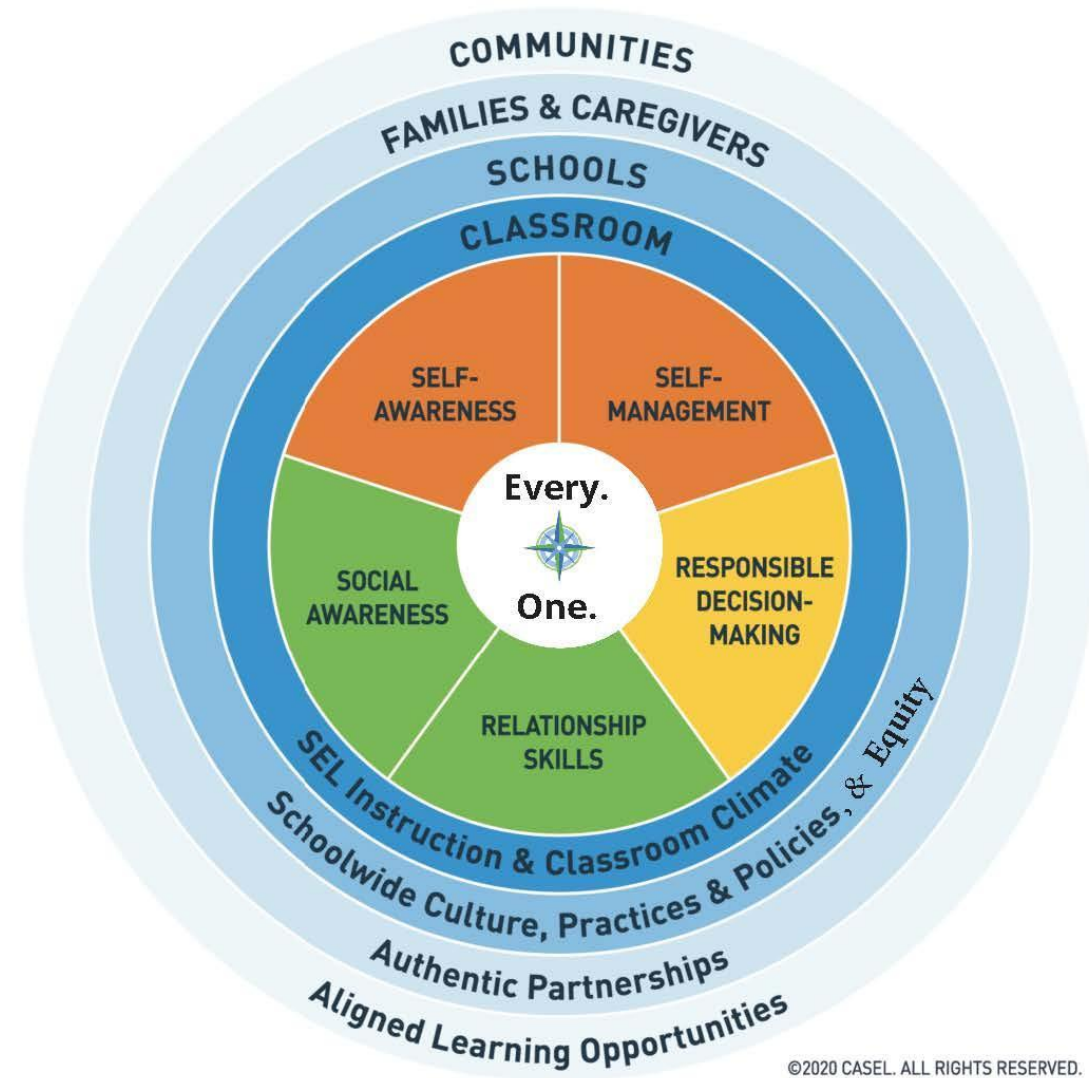 COMMUNITIES
FAMILIES & CAREGIVERS
SCHOOLS
CLASSROOM
SELF-
AWARENESS
SELF-
MANAGEMENT
Every.
One.
SOCIAL
AWARENESS
RESPONSIBLE
DECISION-
MAKING
RELATIONSHIP
SKILLS
SEL Instruction & Classroom Climate
Schoolwide Culture, Practices & Policies, & Equity
Authentic Partnerships
Aligned Learning Opportunities
©2020 CASEL. ALL RIGHTS RESERVED.